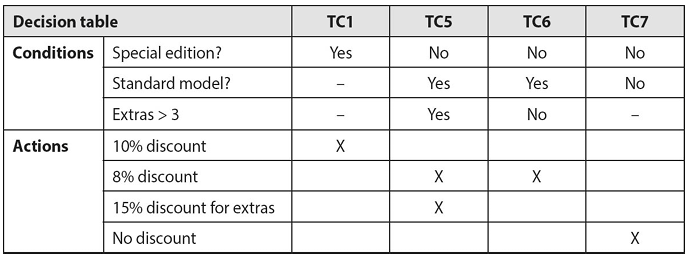 Decision table TC1 TC5 TC6 TC7
Conditions Special edition? Yes No No No
Standard model? – Yes Yes No
Extras > 3 – Yes No –
Actions 10% discount X
8% discount X X
15% discount for extras X
No discount X